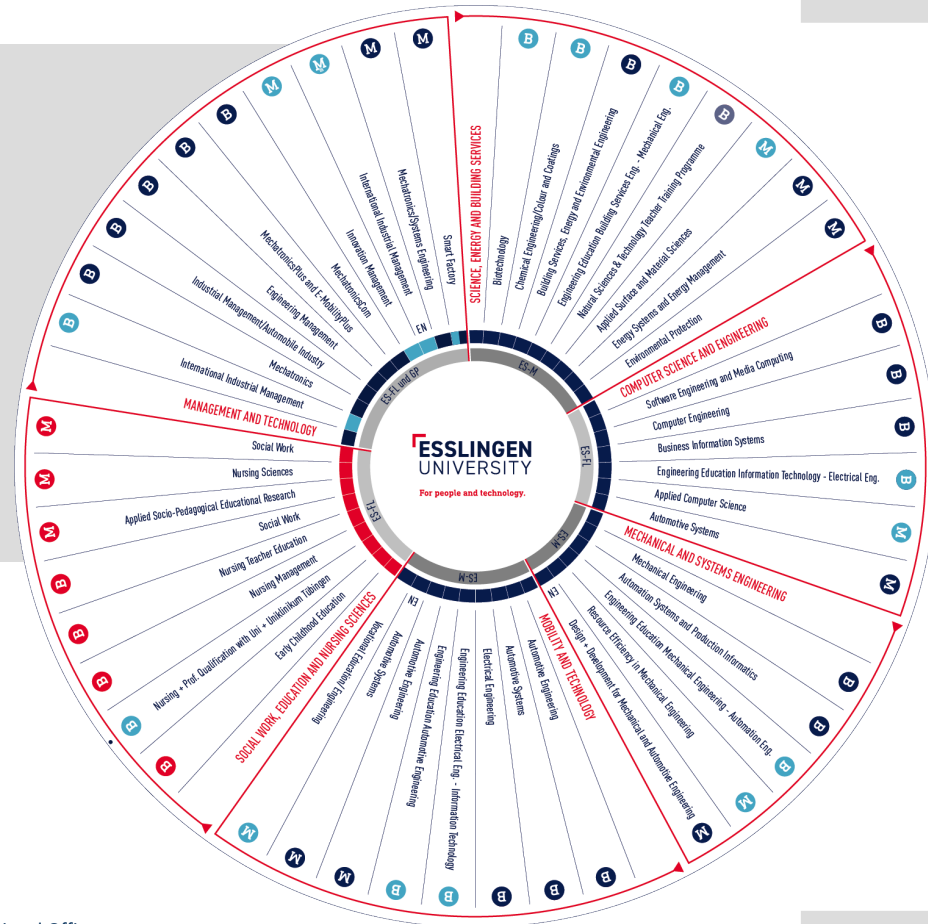 SCIENCE, ENERGY AND BUILDING SERVICES
Biotechnology
B
Chemical Engineering/Colour and Coatings
B
Building Services, Energy and Environmental Engineering
B
Engineering Education Building Services Eng. - Mechanical Eng.
B
Natural Sciences & Technology Teacher Training Programme
B
Applied Surface and Material Sciences
M
Energy Systems and Energy Management
M
Environmental Protection
M
COMPUTER SCIENCE AND ENGINEERING
Software Engineering and Media Computing
B
Computer Engineering
B
Business Information Systems
B
Engineering Education Information Technology - Electrical Eng.
B
Applied Computer Science
M
Automotive Systems
M
MECHANICAL AND SYSTEMS ENGINEERING
Mechanical Engineering
B
Automation Systems and Production Informatics
B
Engineering Education Mechanical Engineering - Automation Eng.
B
Resource Efficiency in Mechanical Engineering
M
Design + Development for Mechanical and Automotive Engineering
M
EN
MOBILITY AND TECHNOLOGY
Automotive Engineering
B
Automotive Systems
B
Electrical Engineering
B
Engineering Education Electrical Eng. - Information Technology
B
Engineering Education Automotive Engineering
B
Automotive Engineering
M
Automotive Systems
M
Vocational Education/ Engineering
M
EN
SOCIAL WORK, EDUCATION AND NURSING SCIENCES
Early Childhood Education
B
Nursing + Prof. Qualification with Uni + Uniklinikum Tübingen
B
Nursing Management
B
Nursing Teacher Education
B
Social Work
B
Applied Socio-Pedagogical Educational Research
M
Nursing Sciences
M
Social Work
M
MANAGEMENT AND TECHNOLOGY
International Industrial Management
B
Mechatronics
B
Industrial Management/Automobile Industry
B
Engineering Management
B
MechatronicsPlus and E-MobilityPlus
B
MechatronicsCom
B
Innovation Management
M
International Industrial Management
M
Mechatronics/Systems Engineering
M
Smart Factory
M
EN
ES-M
ES-FL
ES-M
ES-M
ES-FL
ES-FL und GP
ESSLINGEN
UNIVERSITY
For people and technology.